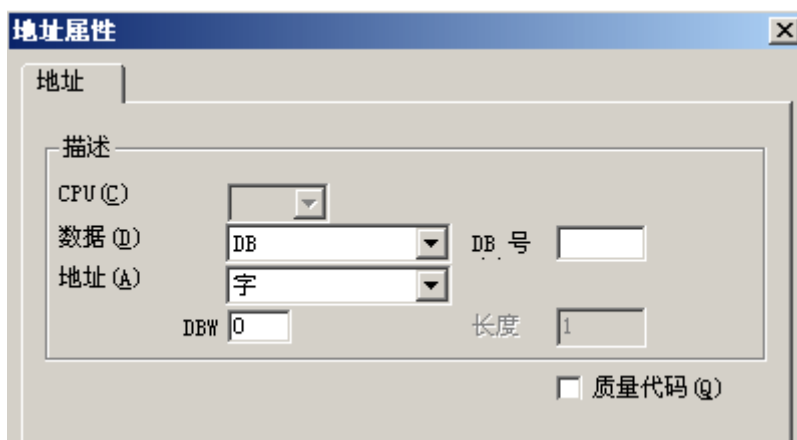 地址属性
地址
描述
CPU(C)
数据(D) DB DB 号
地址(A) 字
DBW 0 长度 1
质量代码(Q)